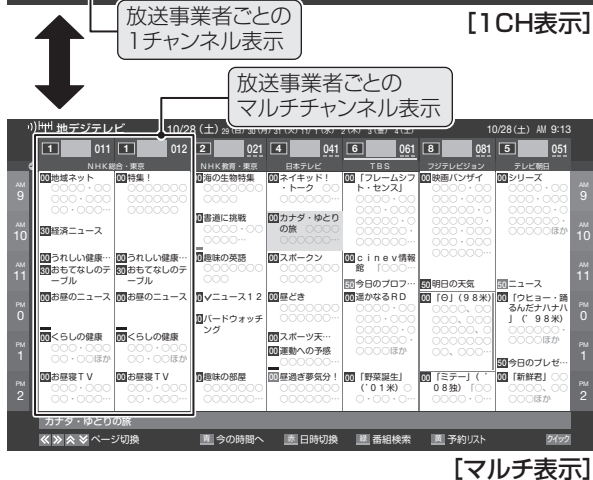 放送事業者ごとの
1チャンネル表示
[1CH表示]
放送事業者ごとの
マルチチャンネル表示
地デジテレビ 10/28(土) 10/28(土) AM 9:13
1 011 1 012 2 021 4 041 6 061 8 081 5 051
NHK総合・東京 NHK教育・東京 日本テレビ TBS フジテレビジョン テレビ朝日
AM 9
00地域ネット 00特集！ 海の生物特集 00ネイキッド！・トーク 00「フレームシフト・センス」 00映画バンザイ 00シリーズ
書道に挑戦 00カナダ・ゆとりの旅
AM 10
30経済ニュース
ほか
00うれしい健康… 00うれしい健康… 趣味の英語 00スポークン 00cinev情報館「
AM 11
30おもてなしのテーブル 30おもてなしのテーブル 50今日のプロフ… 50明日の天気 50ニュース
PM 0
00お昼のニュース 00お昼のニュース ✓ニュース12 00昼どき 00遥かなるRD 00「Θ」(98米) 00「ウヒョー・踊るんだナハナハ」('98米)
バードウォッチング
PM 1
00くらしの健康 00くらしの健康 00スポーツ天… 00運動への予感
ほか ほか ほか
50今日のプレゼ…
PM 2
00お昼寝TV 00お昼寝TV 趣味の部屋 00昼過ぎ夢気分！ 00「野菜誕生」('01米) 00「ミテー」('08独) 00「新鮮君」
ほか
カナダ・ゆとりの旅
ページ切換 青 今の時間へ 赤 日時切換 緑 番組検索 黄 予約リスト クイック
[マルチ表示]